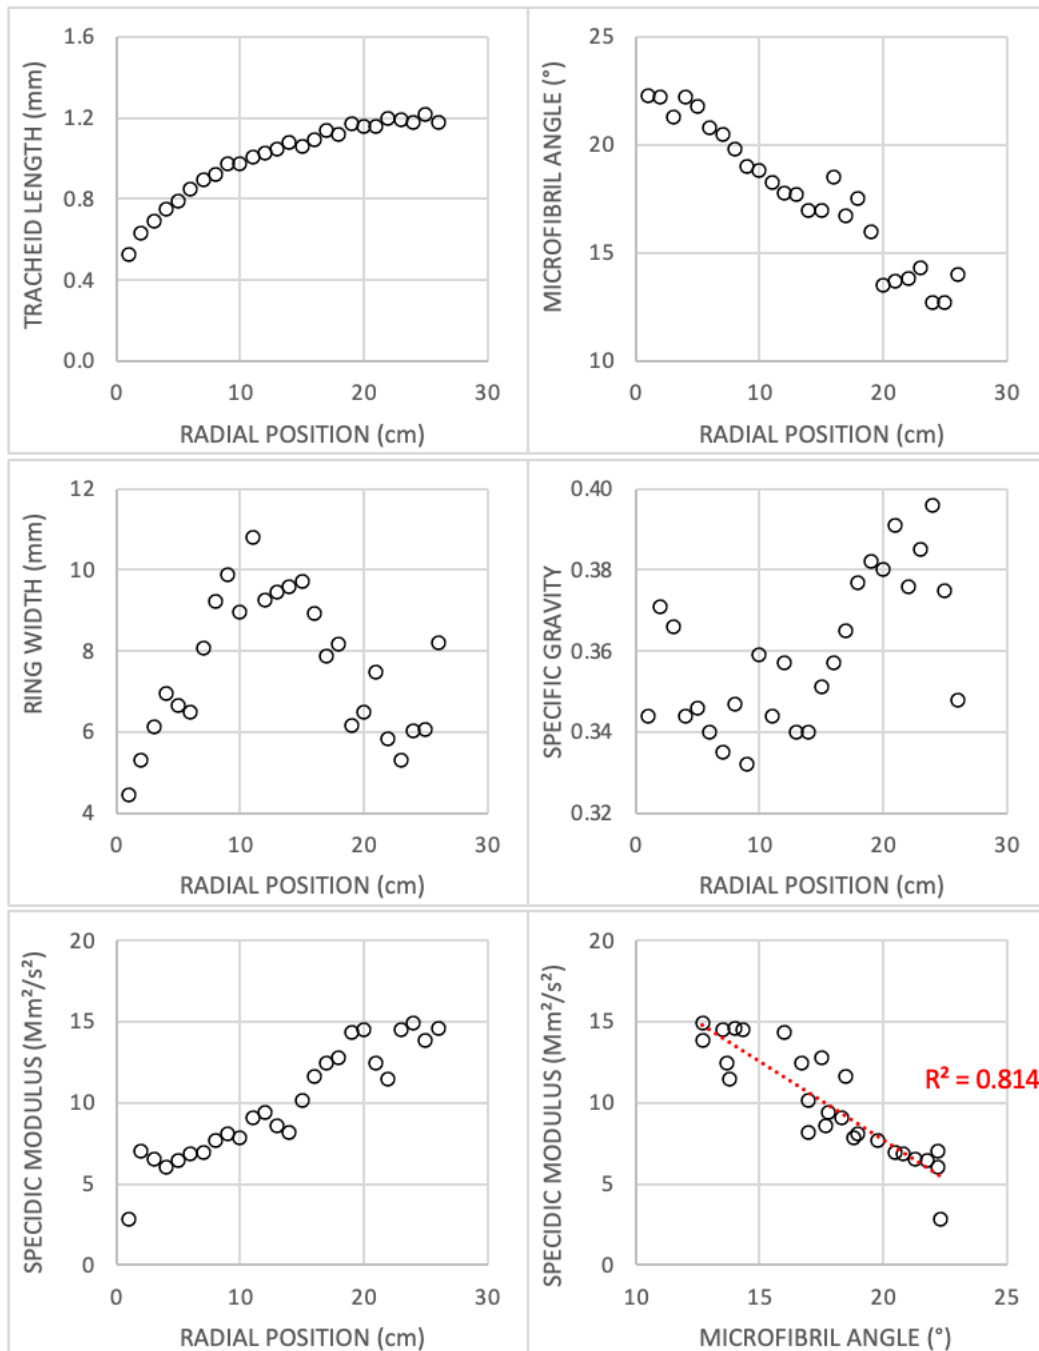 TRACHEID LENGTH (mm)
1.6
1.2
0.8
0.4
0.0
0 10 20 30
RADIAL POSITION (cm)
MICROFIBRIL ANGLE (°)
25
20
15
10
0 10 20 30
RADIAL POSITION (cm)
RING WIDTH (mm)
12
10
8
6
4
0 10 20 30
RADIAL POSITION (cm)
SPECIFIC GRAVITY
0.40
0.38
0.36
0.34
0.32
0 10 20 30
RADIAL POSITION (cm)
SPECIDIC MODULUS (Mm²/s²)
20
15
10
5
0
0 10 20 30
RADIAL POSITION (cm)
SPECIDIC MODULUS (Mm²/s²)
20
15
10
5
0
R² = 0.814
10 15 20 25
MICROFIBRIL ANGLE (°)